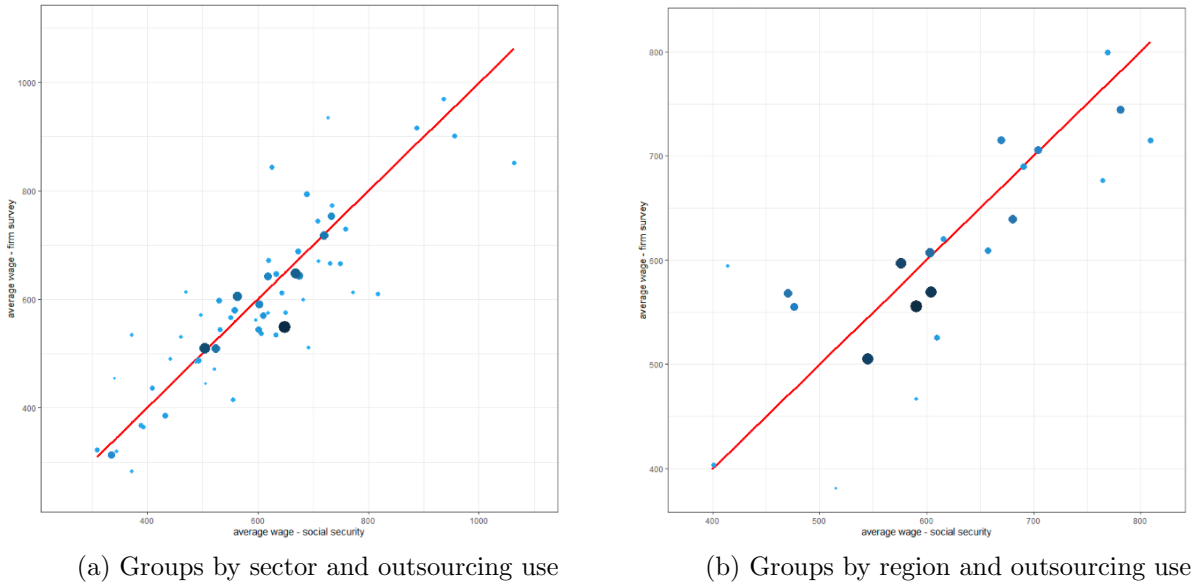 1000
800
600
400
average wage - firm survey
400 600 800 1000
average wage - social security
(a) Groups by sector and outsourcing use
800
700
600
500
400
average wage - firm survey
400 500 600 700 800
average wage - social security
(b) Groups by region and outsourcing use